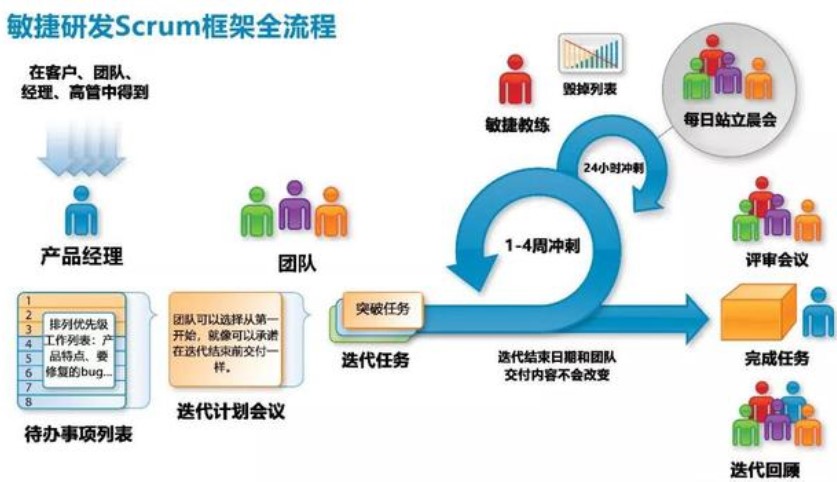 敏捷研发Scrum框架全流程
在客户、团队、
经理、高管中得到
产品经理
团队
敏捷教练
毁掉列表
每日站立晨会
24小时冲刺
1-4周冲刺
评审会议
1
2
3
4
5
6
7
8
排列优先级
工作列表：产
品特点、要
修复的bug...
待办事项列表
团队可以选择从第一
开始，就像可以承诺
在迭代结束前交付一
样。
迭代计划会议
突破任务
迭代任务
迭代结束日期和团队
交付内容不会改变
完成任务
迭代回顾